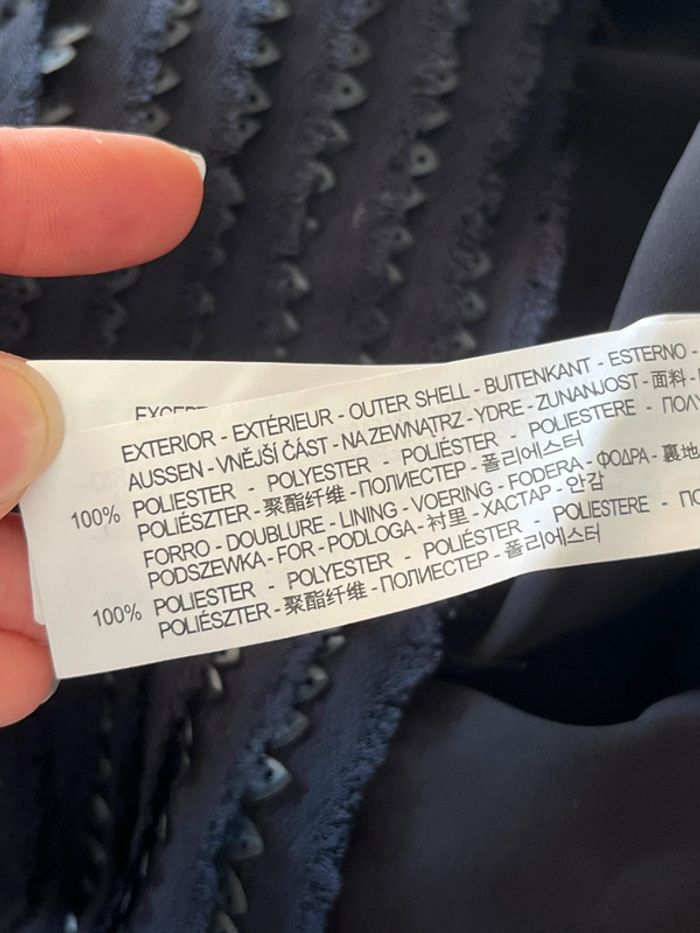 EXTERIOR - EXTÉRIEUR - OUTER SHELL - BUITENKANT - ESTERNO -
AUSSEN - VNĚJŠÍ ČÁST - NA ZEWNĄTRZ - YDRE - ZUNANJOST - 面料 -
100% POLIESTER - POLYESTER - POLIÉSTER - POLIESTERE -
POLIÉSZTER - 聚酯纤维 - ПОЛИЕСТЕР - 폴리에스터
FORRO - DOUBLURE - LINING - VOERING - FODERA - ФОДРА - 裏地
PODSZEWKA - FOR - PODLOGA - 衬里 - ХАСТАР - 안감
100% POLIESTER - POLYESTER - POLIÉSTER - POLIESTERE -
POLIÉSZTER - 聚酯纤维 - ПОЛИЕСТЕР - 폴리에스터